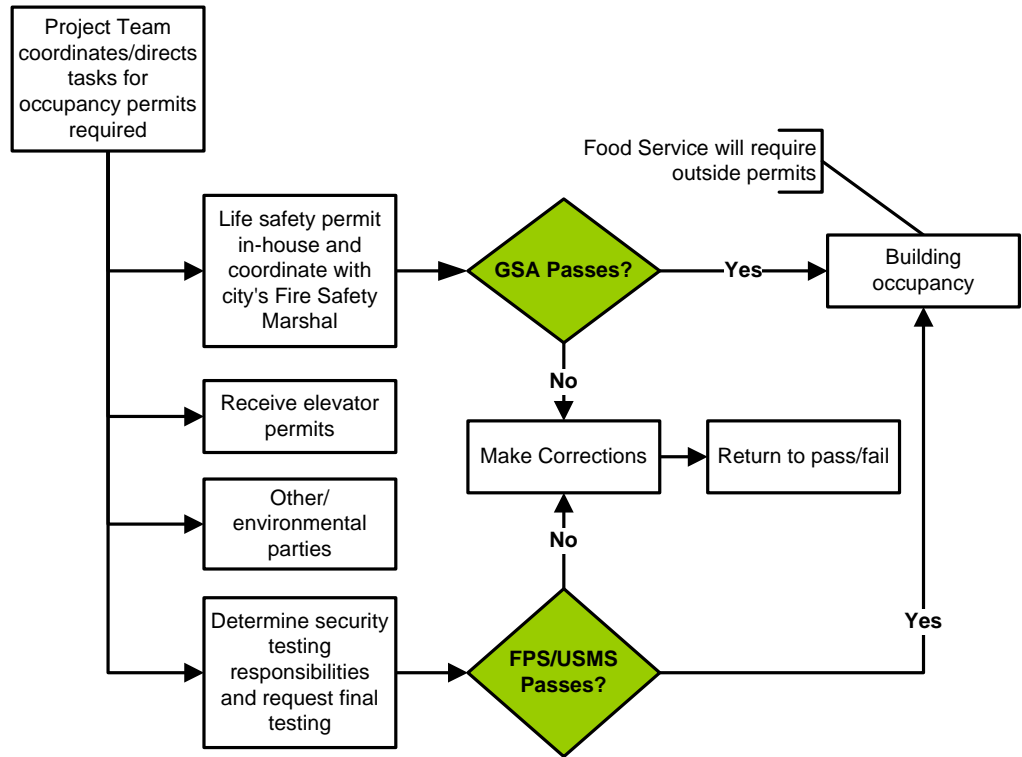 Project Team
coordinates/directs
tasks for
occupancy permits
required
Food Service will require
outside permits
Life safety permit
in-house and
coordinate with
city's Fire Safety
Marshal
GSA Passes?
Yes
Building
occupancy
No
Receive elevator
permits
Make Corrections
Return to pass/fail
Other/
environmental
parties
No
Determine security
testing
responsibilities
and request final
testing
FPS/USMS
Passes?
Yes